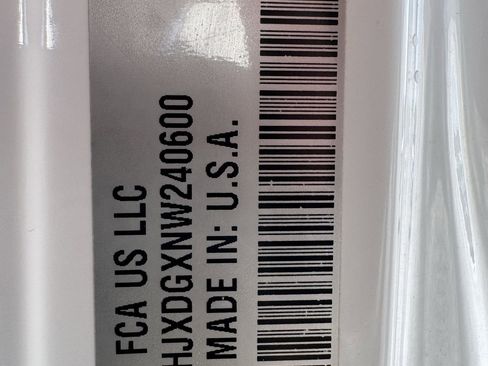 FCA US LLC
HJXDGXNW240600
MADE IN: U.S.A.